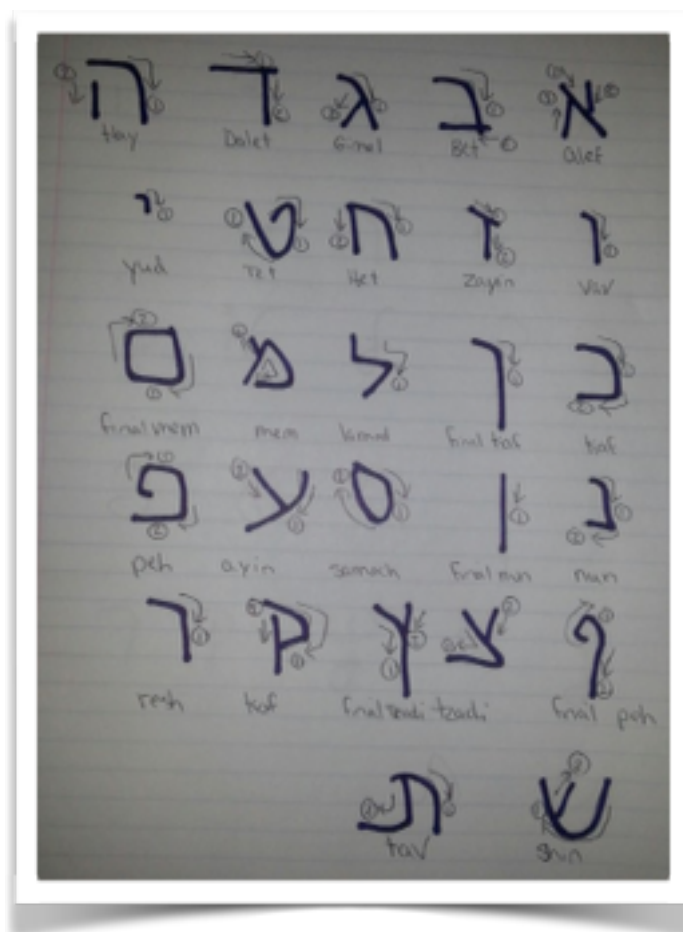 א ב ג ד ה
alef Bet Gimel Dalet Hay
ו ז ח ט י
Vav Zayin Het Tet yud
כ ך ל מ ם
Kaf final Kaf lamed mem final mem
נ ן ס ע פ
nun final nun samach ayin peh
ף צ ץ ק ר
final peh tzadi final tzadi kof resh
ש ת
Shin tav